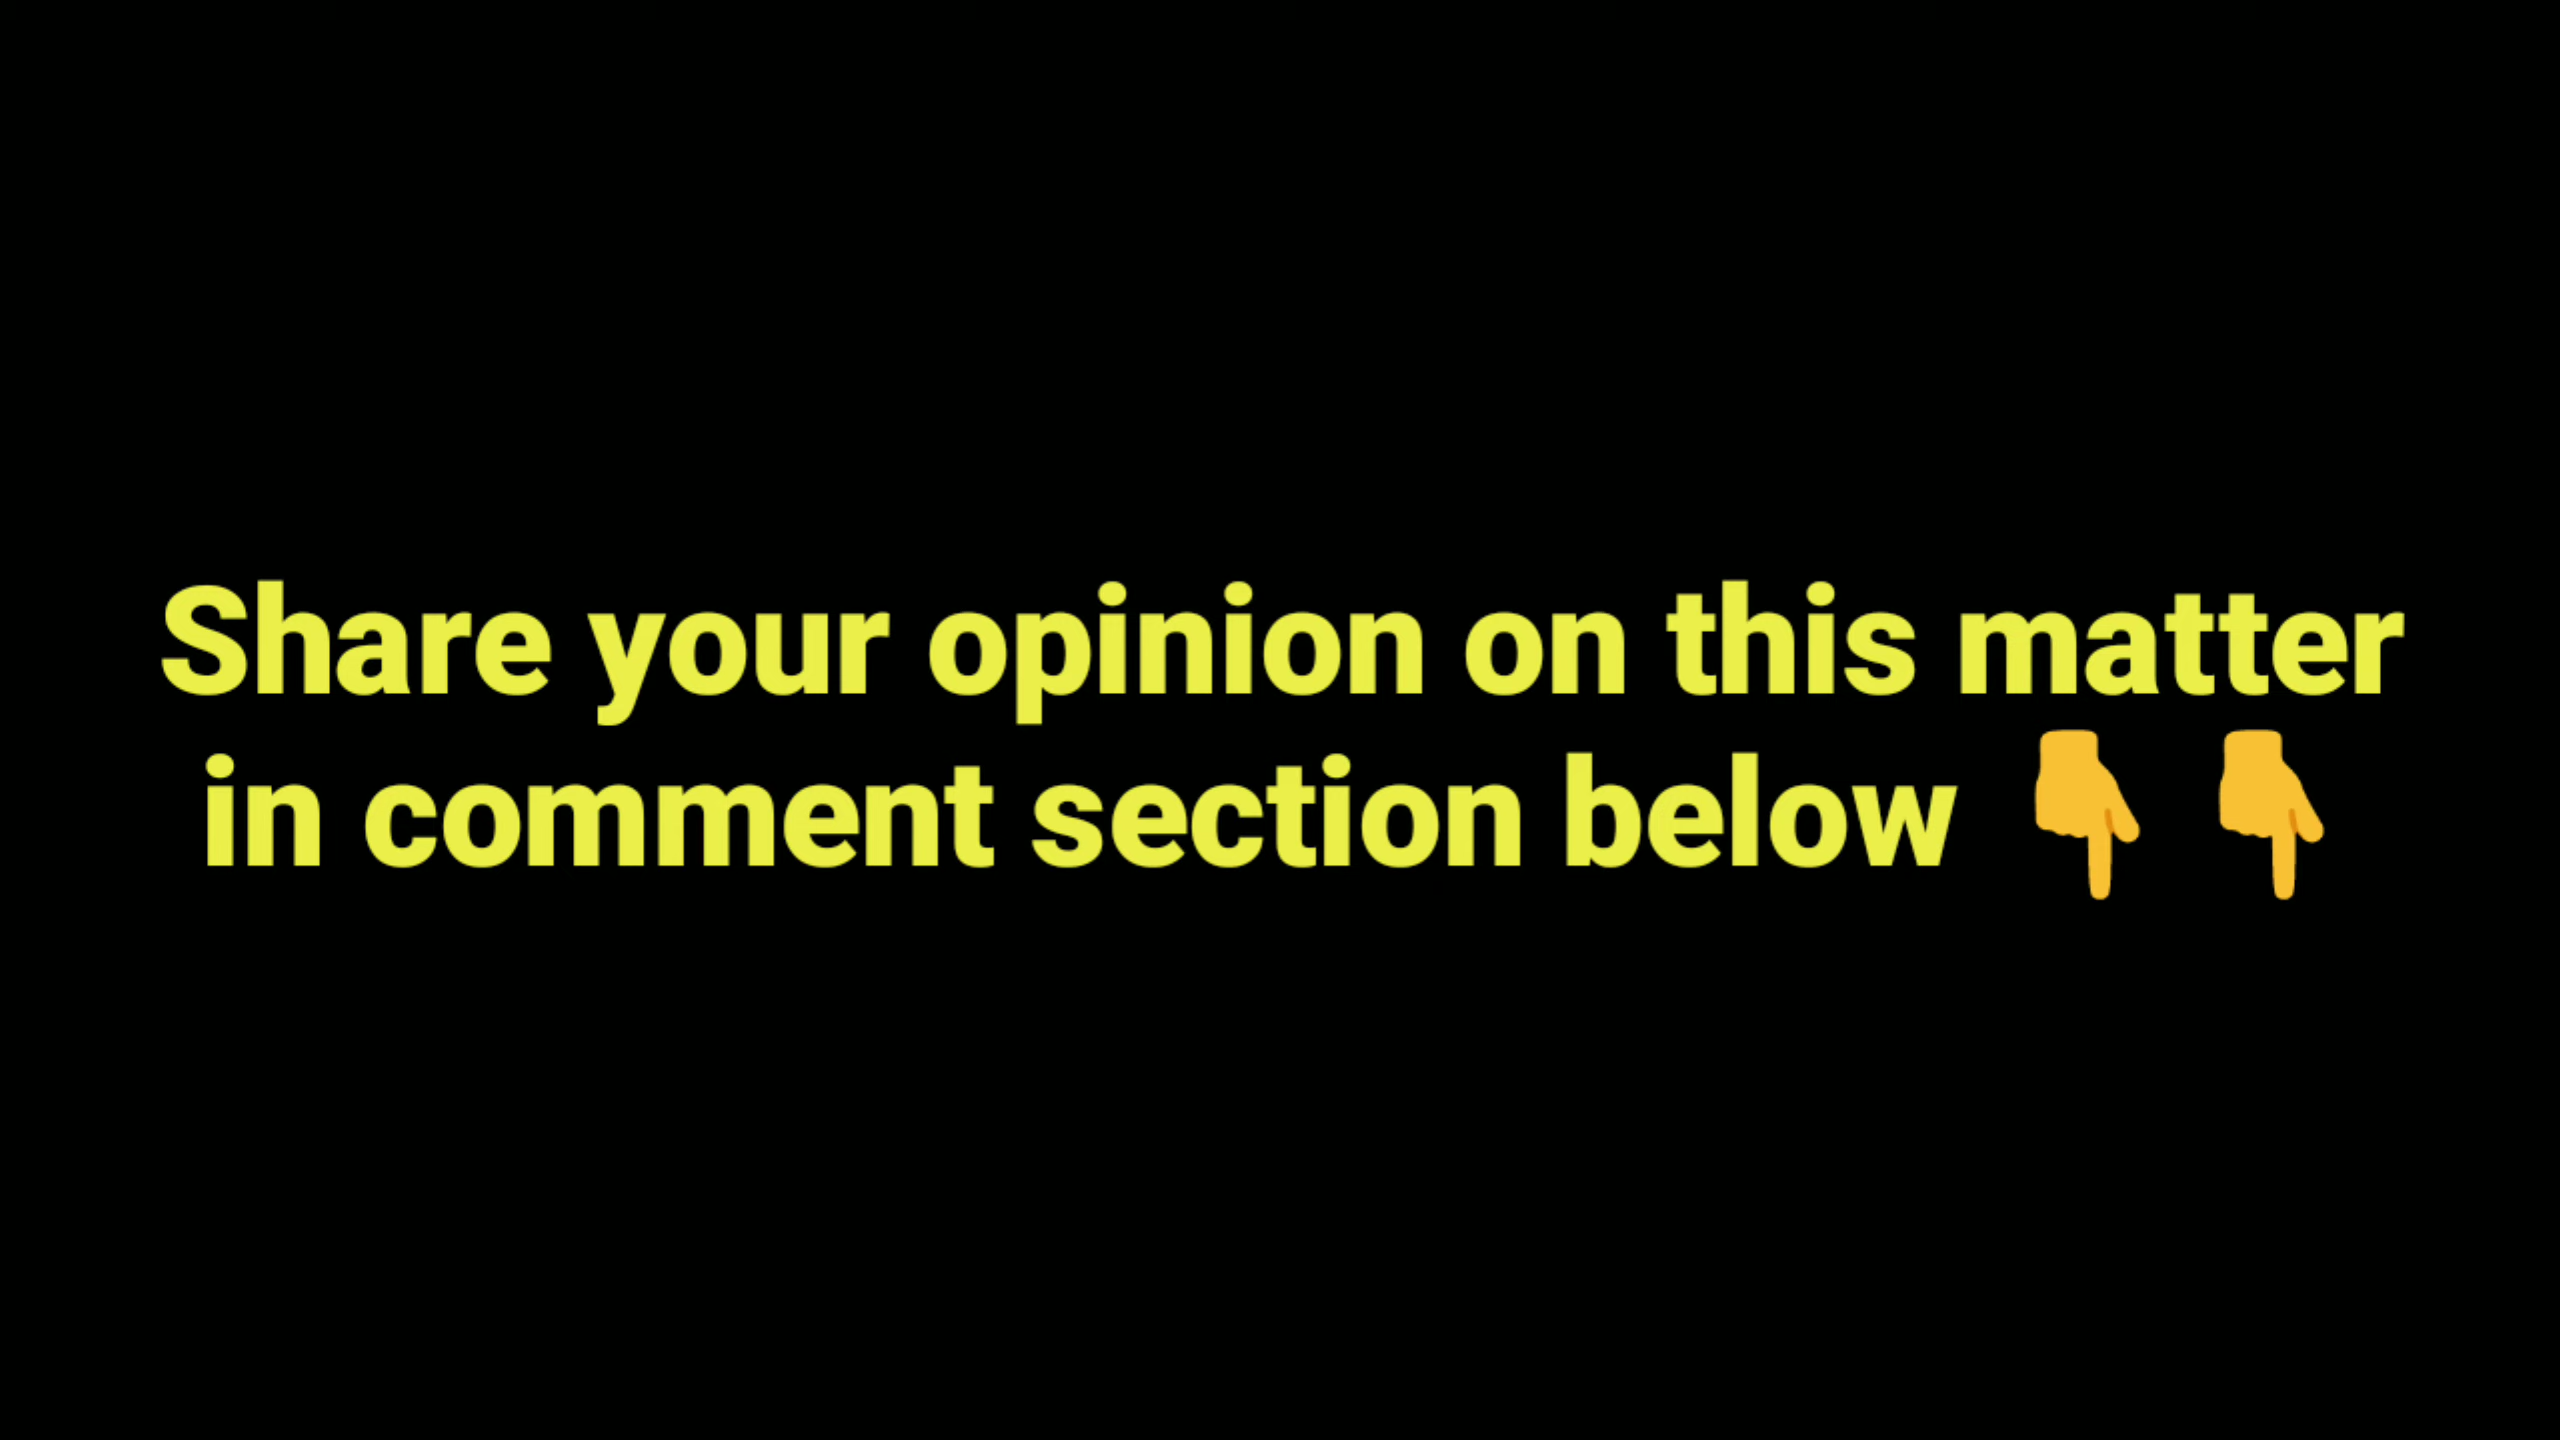 Share your opinion on this matter
in comment section below 👇 👇